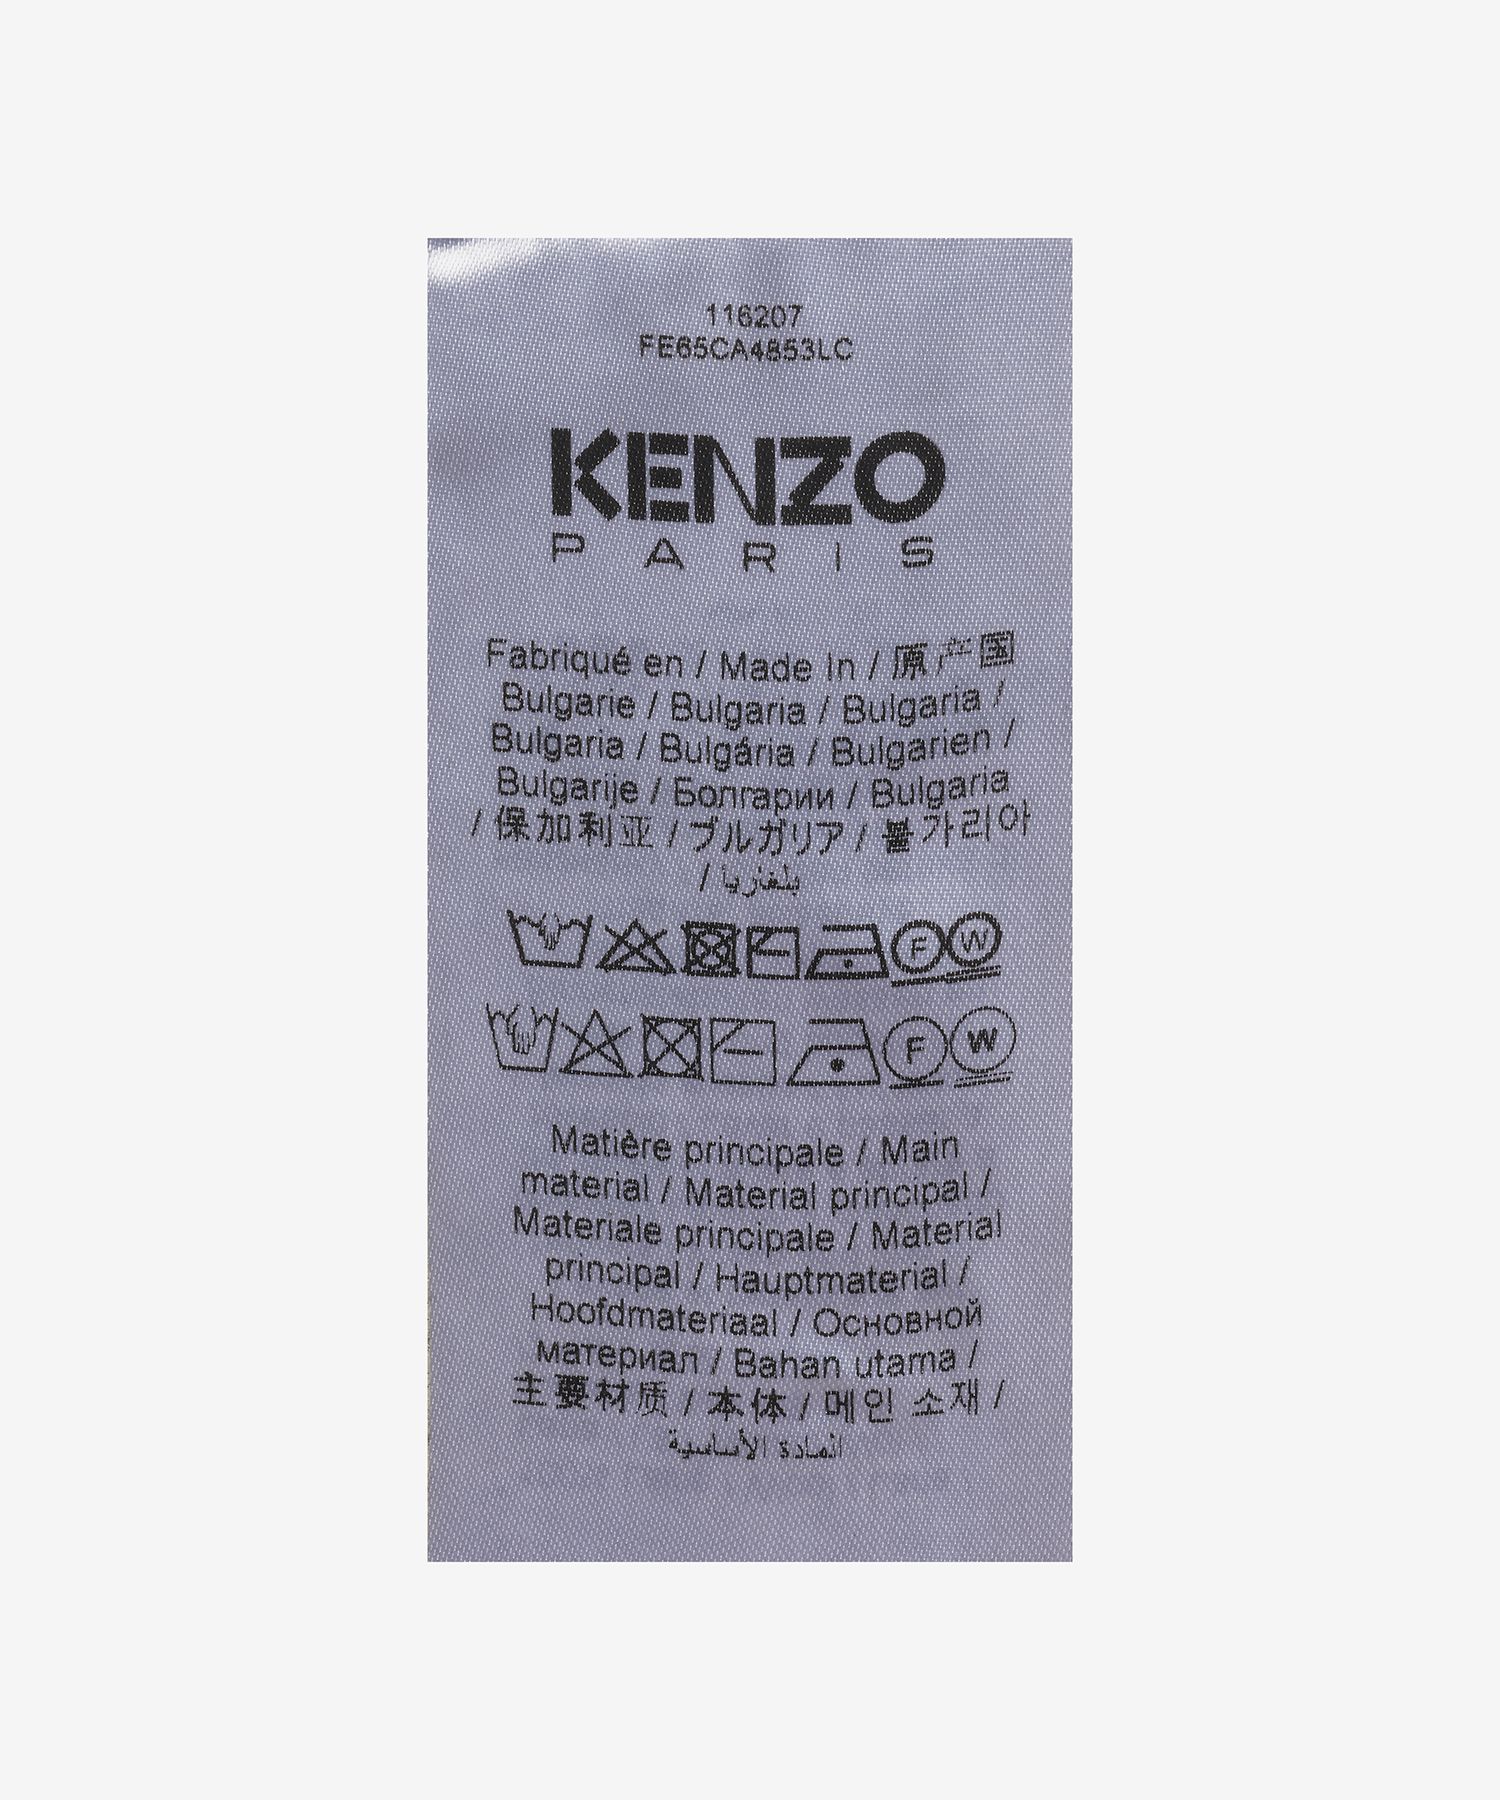 116207
FE65CA4853LC
KENZO
PARIS
Fabriqué en / Made In / 原产国
Bulgarie / Bulgaria / Bulgaria /
Bulgaria / Bulgária / Bulgarien /
Bulgarije / Болгарии / Bulgaria
/ 保加利亚 / ブルガリア / 불가리아
/ بلغاريا
F W
F W
Matière principale / Main
material / Material principal /
Materiale principale / Material
principal / Hauptmaterial /
Hoofdmateriaal / Основной
материал / Bahan utama /
主要材质 / 本体 / 메인 소재 /
المادة الأساسية